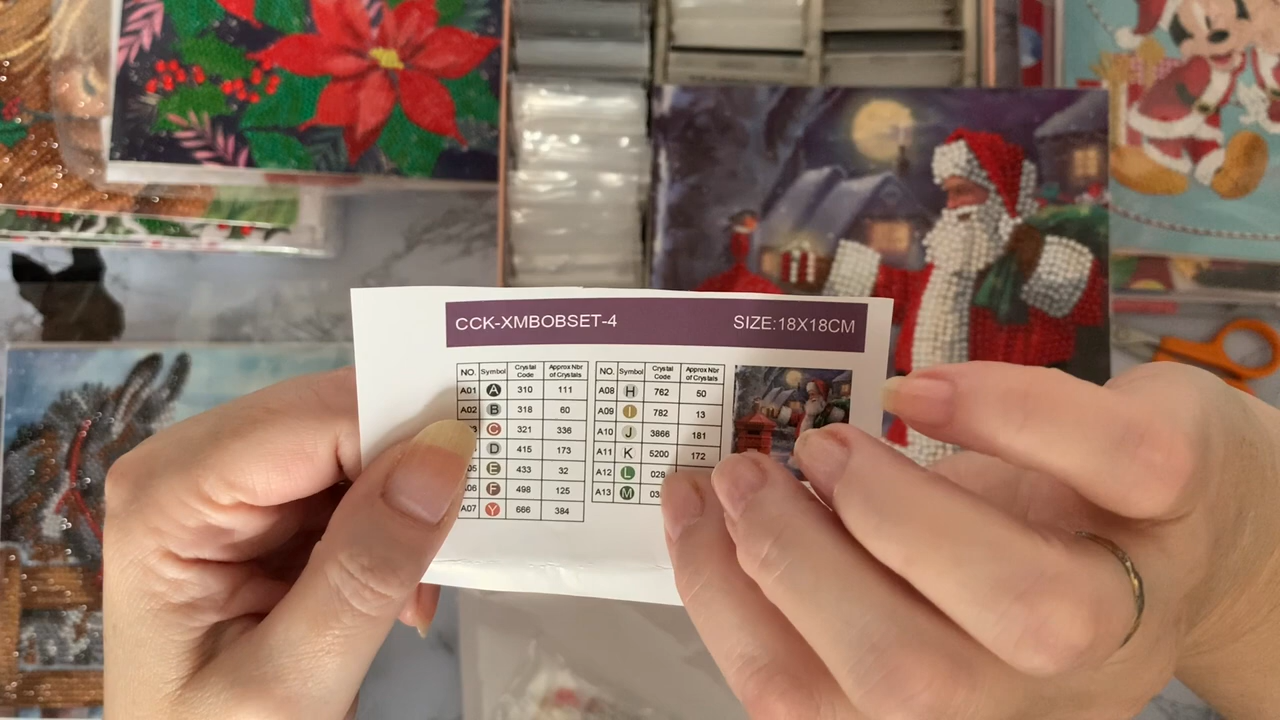 CCK-XMBOBSET-4 SIZE:18X18CM
NO. Symbol Crystal Code Approx Nbr of Crystals
A01 A 310 111
A02 B 318 60
C 321 336
D 415 173
E 433 32
F 498 125
A07 Y 666 384
NO. Symbol Crystal Code Approx Nbr of Crystals
A08 H 762 50
A09 I 782 13
A10 J 3866 181
A11 K 5200 172
A12 L
A13 M